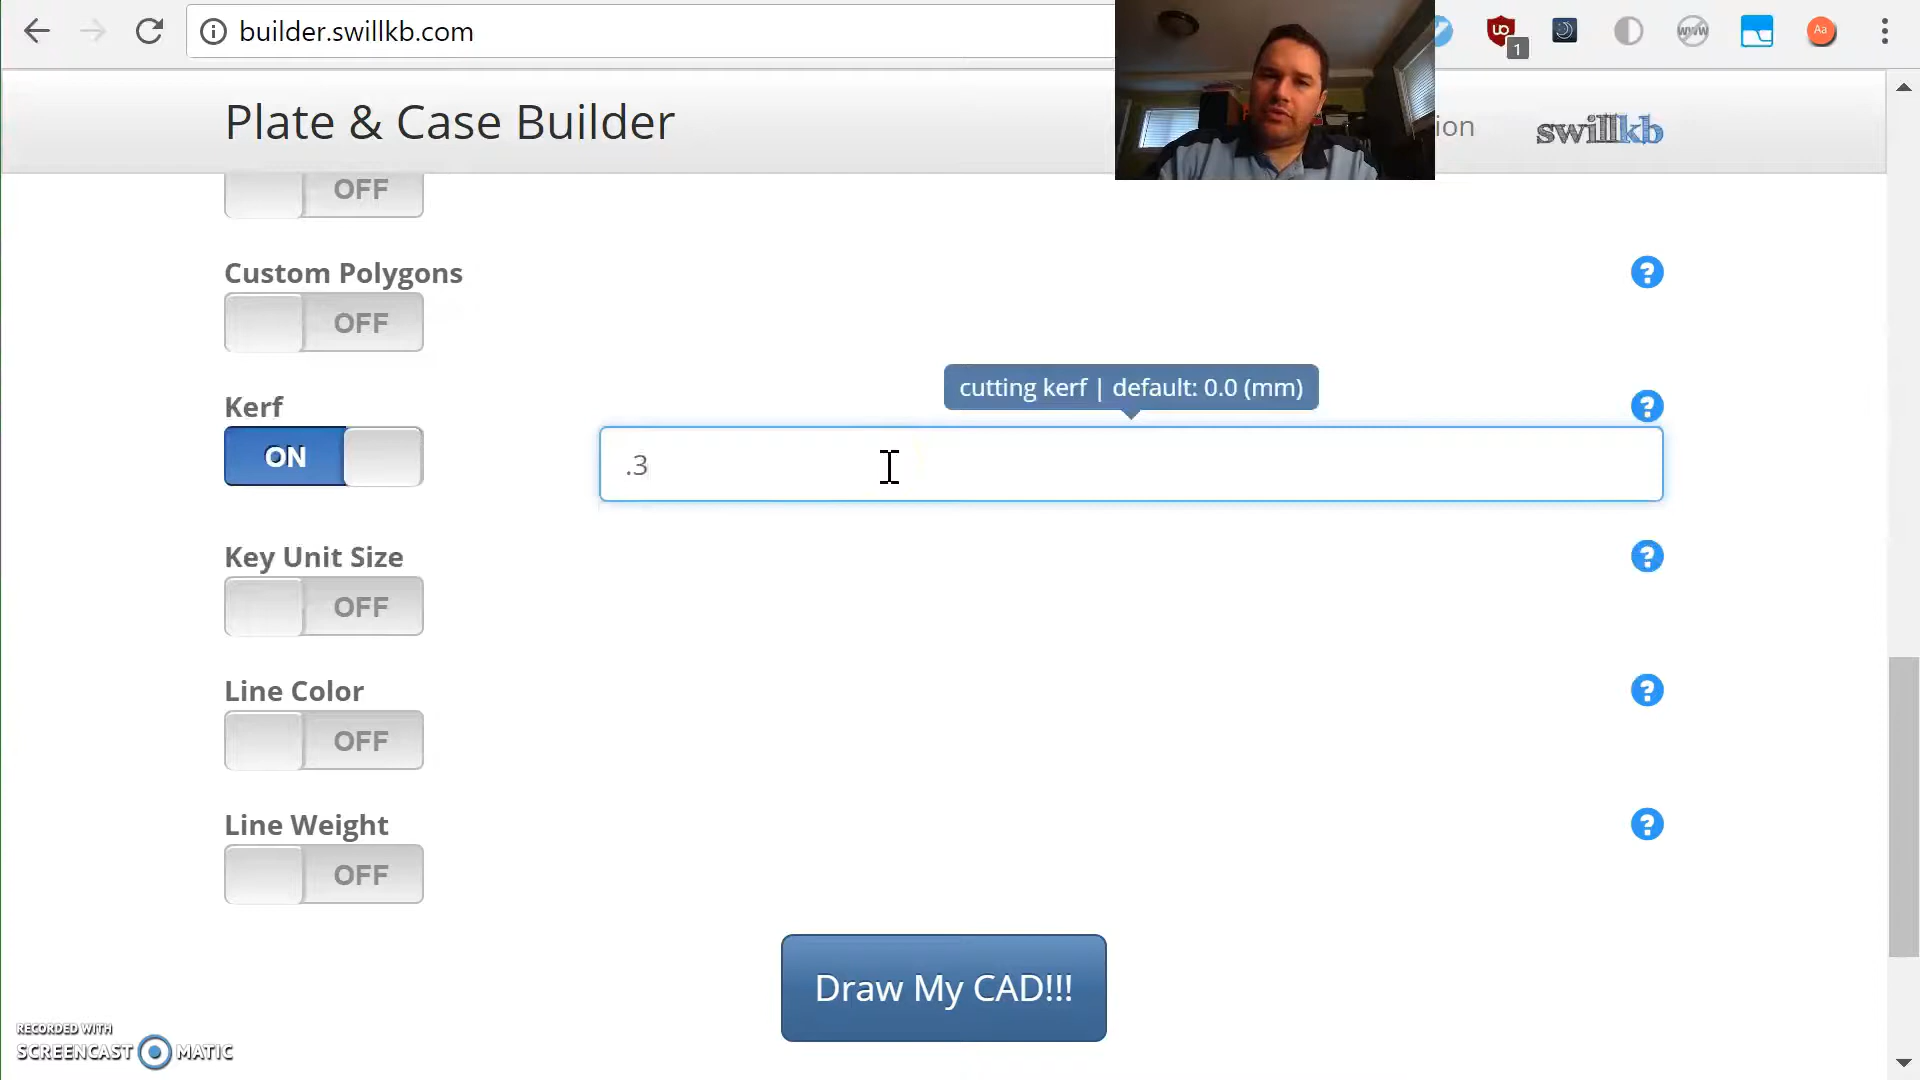 builder.swillkb.com
1
Aa
Plate & Case Builder
ion
swillkb
OFF
Custom Polygons
?
OFF
cutting kerf | default: 0.0 (mm)
Kerf
?
ON
.3
Key Unit Size
?
OFF
Line Color
?
OFF
Line Weight
?
OFF
Draw My CAD!!!
RECORDED WITH
SCREENCAST MATIC